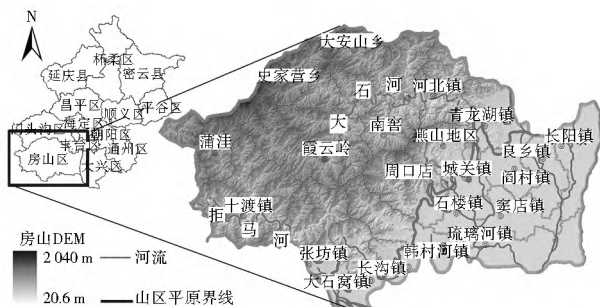 N
怀柔区
延庆县
密云县
昌平区
顺义区
平谷区
门头沟区
海淀区
朝阳区
丰台区
通州区
房山区
大兴区
房山DEM
2 040 m
20.6 m
河流
山区平原界线
大安山乡
史家营乡
大石河
河北镇
青龙湖镇
蒲洼
南窖
燕山地区
长阳镇
霞云岭
良乡镇
周口店
城关镇
阎村镇
十渡镇
石楼镇
窦店镇
拒马河
琉璃河镇
张坊镇
韩村河镇
长沟镇
大石窝镇